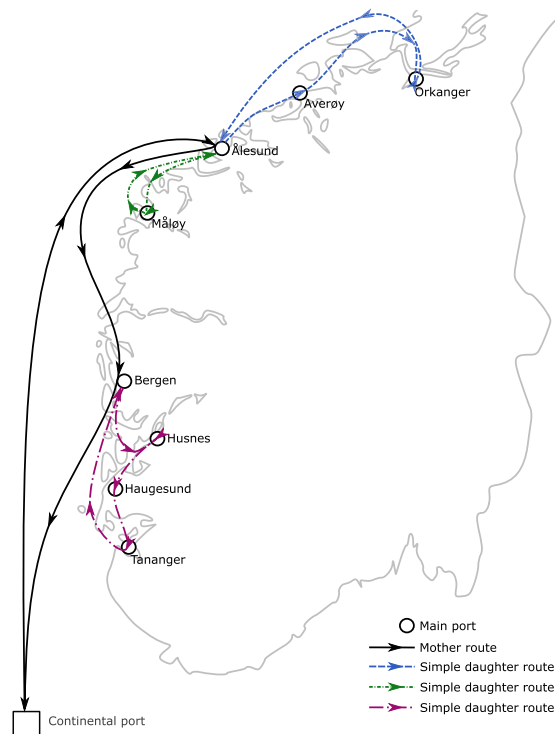 Orkanger
Averøy
Ålesund
Måløy
Bergen
Husnes
Haugesund
Tananger
Main port
Mother route
Simple daughter route
Simple daughter route
Simple daughter route
Continental port